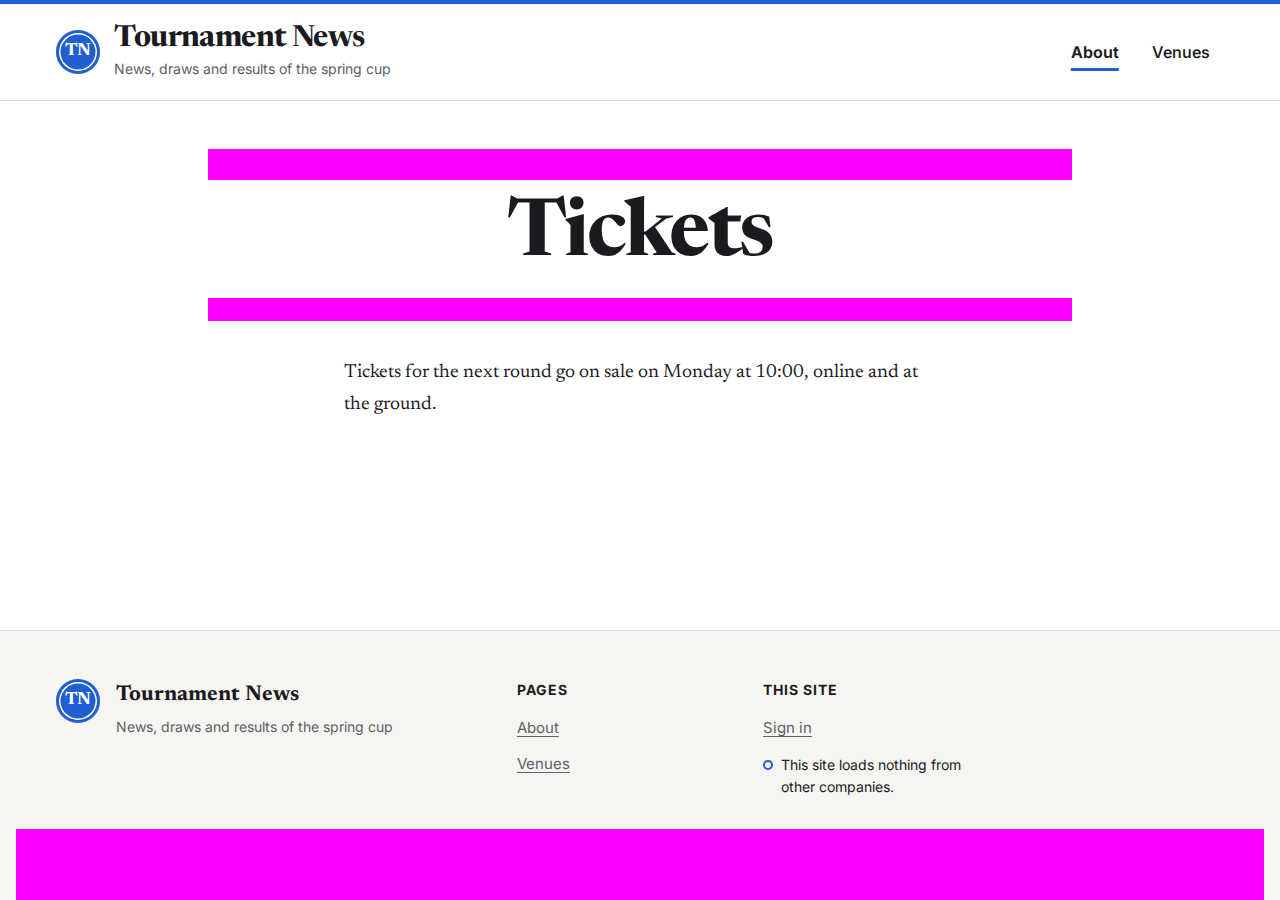 TN
Tournament News
News, draws and results of the spring cup
About
Venues
Tickets
Tickets for the next round go on sale on Monday at 10:00, online and at
the ground.
TN
Tournament News
News, draws and results of the spring cup
PAGES
About
Venues
THIS SITE
Sign in
This site loads nothing from
other companies.